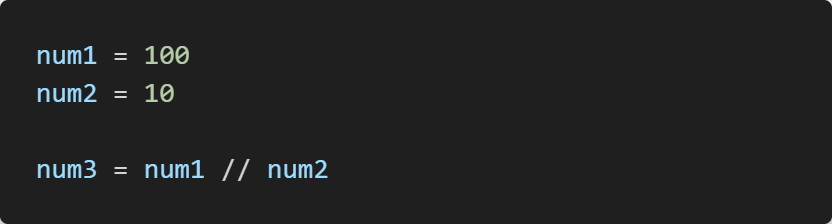 num1 = 100
num2 = 10
num3 = num1 // num2